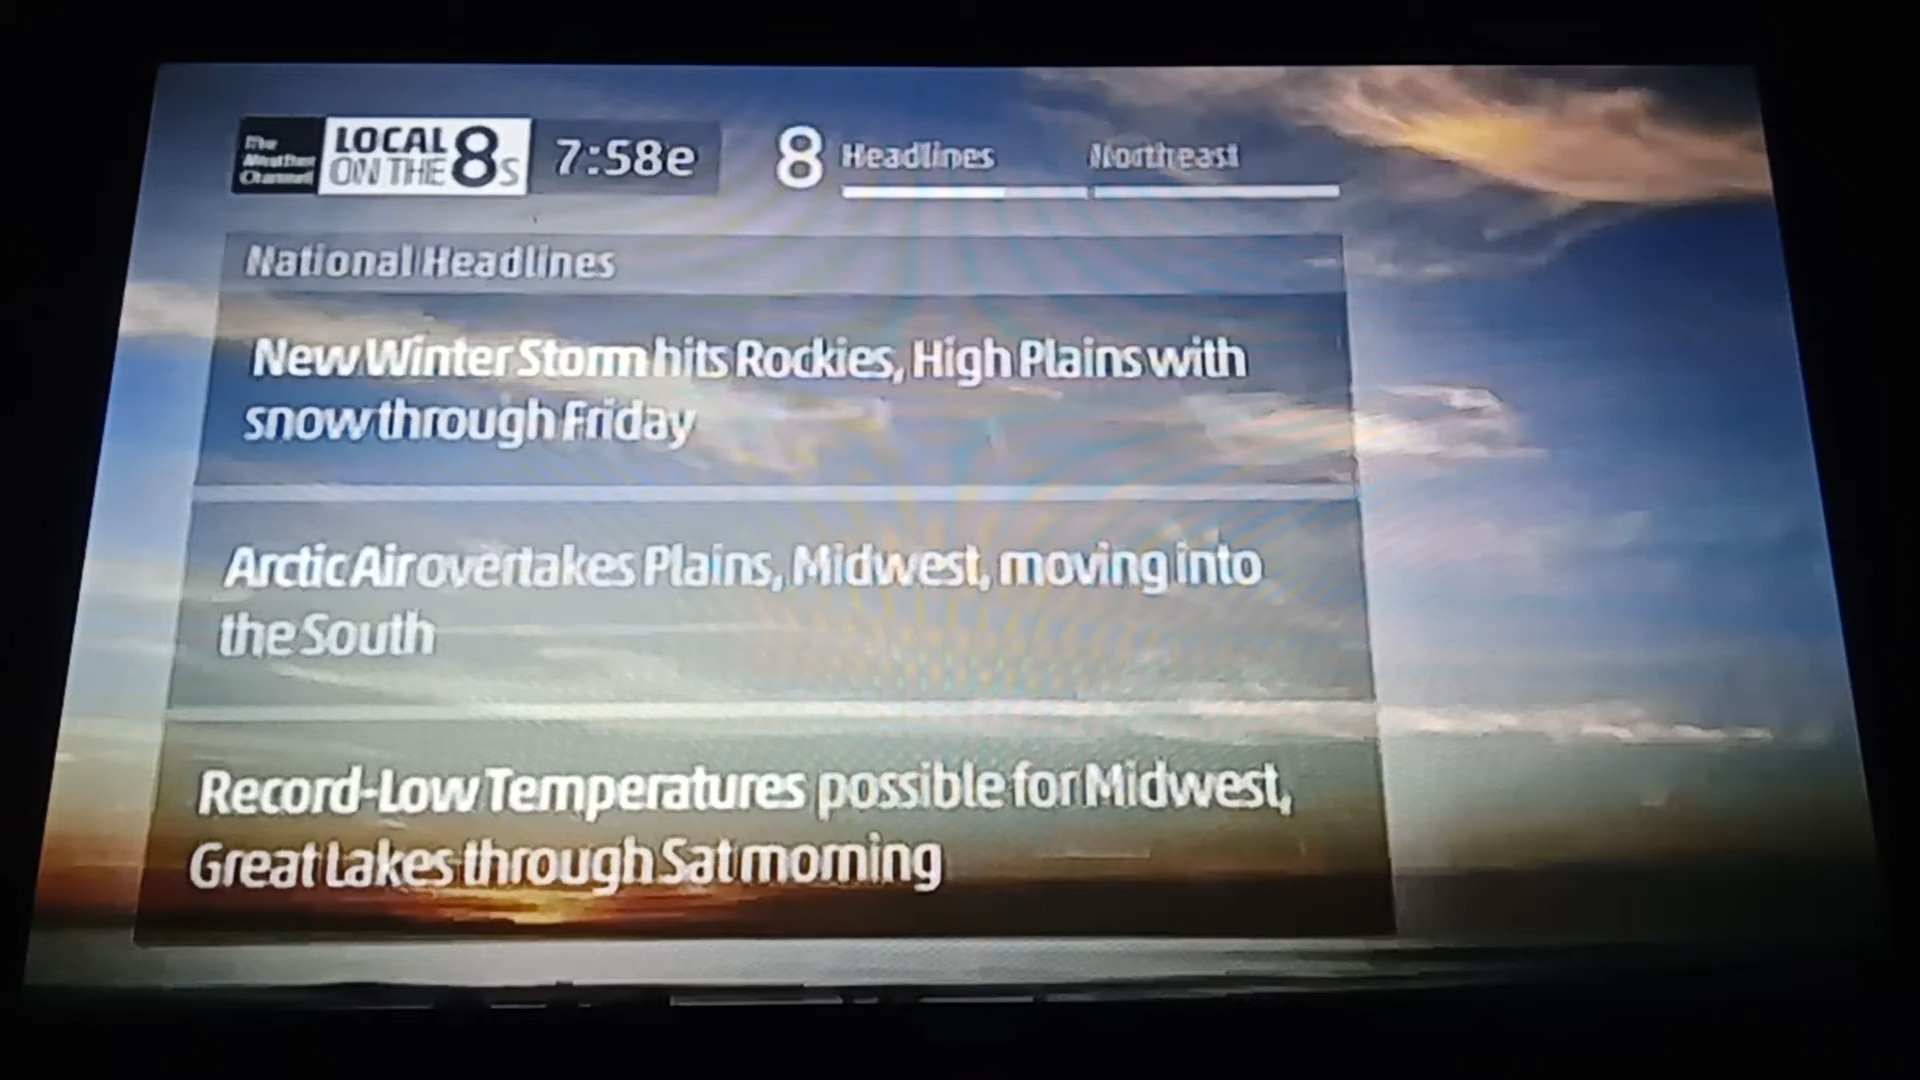 The
Weather
Channel
LOCAL
ON THE 8s
7:58e
8 Headlines Northeast
National Headlines
New Winter Storm hits Rockies, High Plains with
snow through Friday
Arctic Air overtakes Plains, Midwest, moving into
the South
Record-Low Temperatures possible for Midwest,
Great Lakes through Sat morning